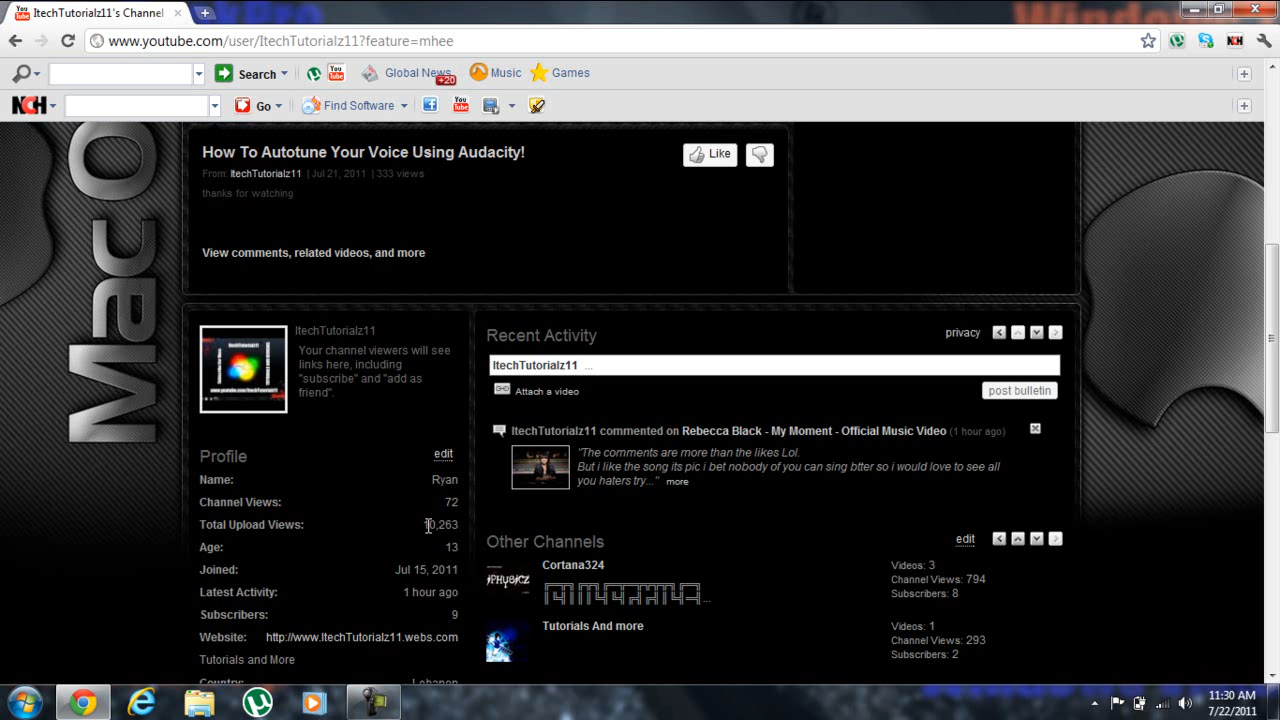 ItechTutorialz11's Channel
www.youtube.com/user/ItechTutorialz11?feature=mhee
Search
Global News
+20
Music
Games
NCH
Go
Find Software
How To Autotune Your Voice Using Audacity!
Like
From: ItechTutorialz11 | Jul 21, 2011 | 333 views
thanks for watching
View comments, related videos, and more
MacO
ItechTutorialz11
Your channel viewers will see
links here, including
"subscribe" and "add as
friend".
Profile edit
Name: Ryan
Channel Views: 72
Total Upload Views: 10,263
Age: 13
Joined: Jul 15, 2011
Latest Activity: 1 hour ago
Subscribers: 9
Website: http://www.ItechTutorialz11.webs.com
Tutorials and More
Country: Lebanon
Recent Activity privacy
ItechTutorialz11 ...
Attach a video post bulletin
ItechTutorialz11 commented on Rebecca Black - My Moment - Official Music Video (1 hour ago)
"The comments are more than the likes Lol.
But i like the song its pic i bet nobody of you can sing btter so i would love to see all
you haters try..." more
Other Channels edit
Cortana324
Videos: 3
Channel Views: 794
Subscribers: 8
Tutorials And more
Videos: 1
Channel Views: 293
Subscribers: 2
11:30 AM
7/22/2011